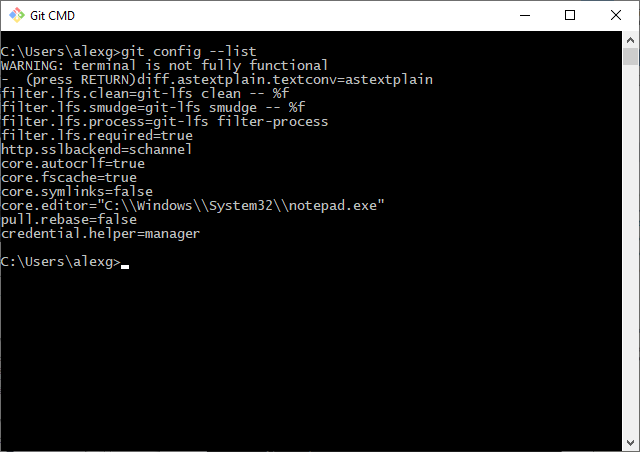 Git CMD
C:\Users\alexg>git config --list
WARNING: terminal is not fully functional
-  (press RETURN)diff.astextplain.textconv=astextplain
filter.lfs.clean=git-lfs clean -- %f
filter.lfs.smudge=git-lfs smudge -- %f
filter.lfs.process=git-lfs filter-process
filter.lfs.required=true
http.sslbackend=schannel
core.autocrlf=true
core.fscache=true
core.symlinks=false
core.editor="C:\\Windows\\System32\\notepad.exe"
pull.rebase=false
credential.helper=manager
C:\Users\alexg>